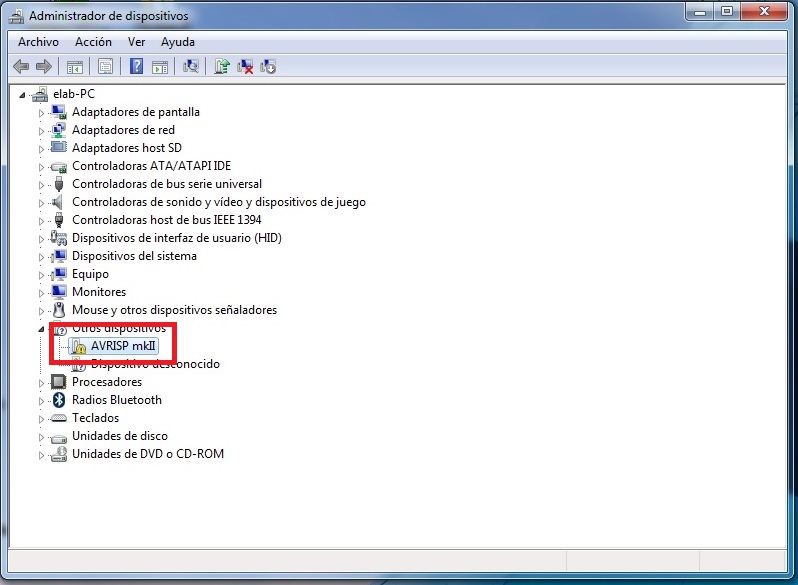 Administrador de dispositivos
Archivo Acción Ver Ayuda
elab-PC
Adaptadores de pantalla
Adaptadores de red
Adaptadores host SD
Controladoras ATA/ATAPI IDE
Controladoras de bus serie universal
Controladoras de sonido y vídeo y dispositivos de juego
Controladoras host de bus IEEE 1394
Dispositivos de interfaz de usuario (HID)
Dispositivos del sistema
Equipo
Monitores
Mouse y otros dispositivos señaladores
Otros dispositivos
AVRISP mkII
Dispositivo desconocido
Procesadores
Radios Bluetooth
Teclados
Unidades de disco
Unidades de DVD o CD-ROM